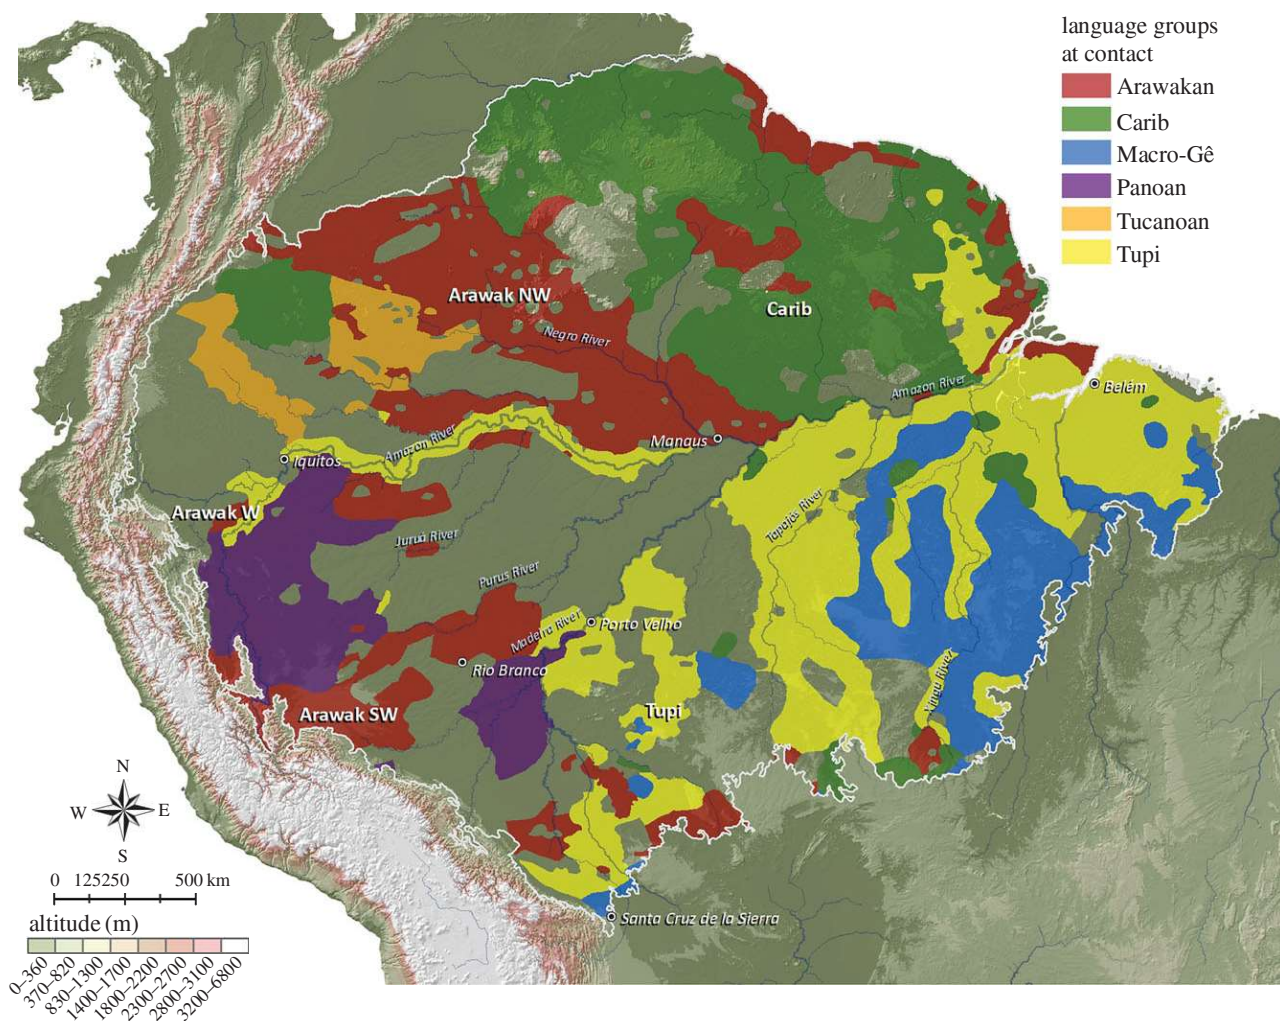 language groups
at contact
Arawakan
Carib
Macro-Gê
Panoan
Tucanoan
Tupi
Arawak NW
Carib
Negro River
Amazon River
Belém
Manaus
Amazon River
Iquitos
Arawak W
Tapajós River
Juruá River
Purus River
Madeira River
Porto Velho
Rio Branco
Xingu River
Arawak SW
Tupi
N
W
E
S
0 125250 500 km
altitude (m)
0–360
370–820
830–1300
1400–1700
1800–2200
2300–2700
2800–3100
3200–6800
Santa Cruz de la Sierra